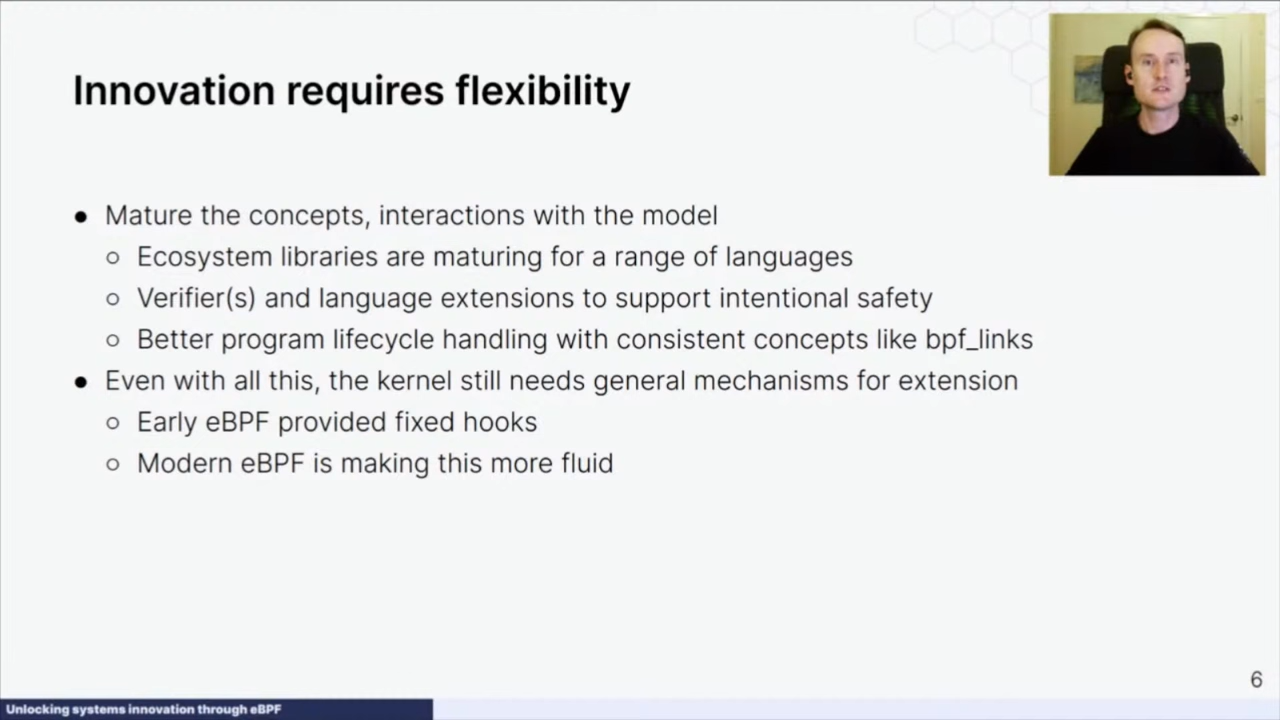 Innovation requires flexibility
● Mature the concepts, interactions with the model
○ Ecosystem libraries are maturing for a range of languages
○ Verifier(s) and language extensions to support intentional safety
○ Better program lifecycle handling with consistent concepts like bpf_links
● Even with all this, the kernel still needs general mechanisms for extension
○ Early eBPF provided fixed hooks
○ Modern eBPF is making this more fluid
6
Unlocking systems innovation through eBPF